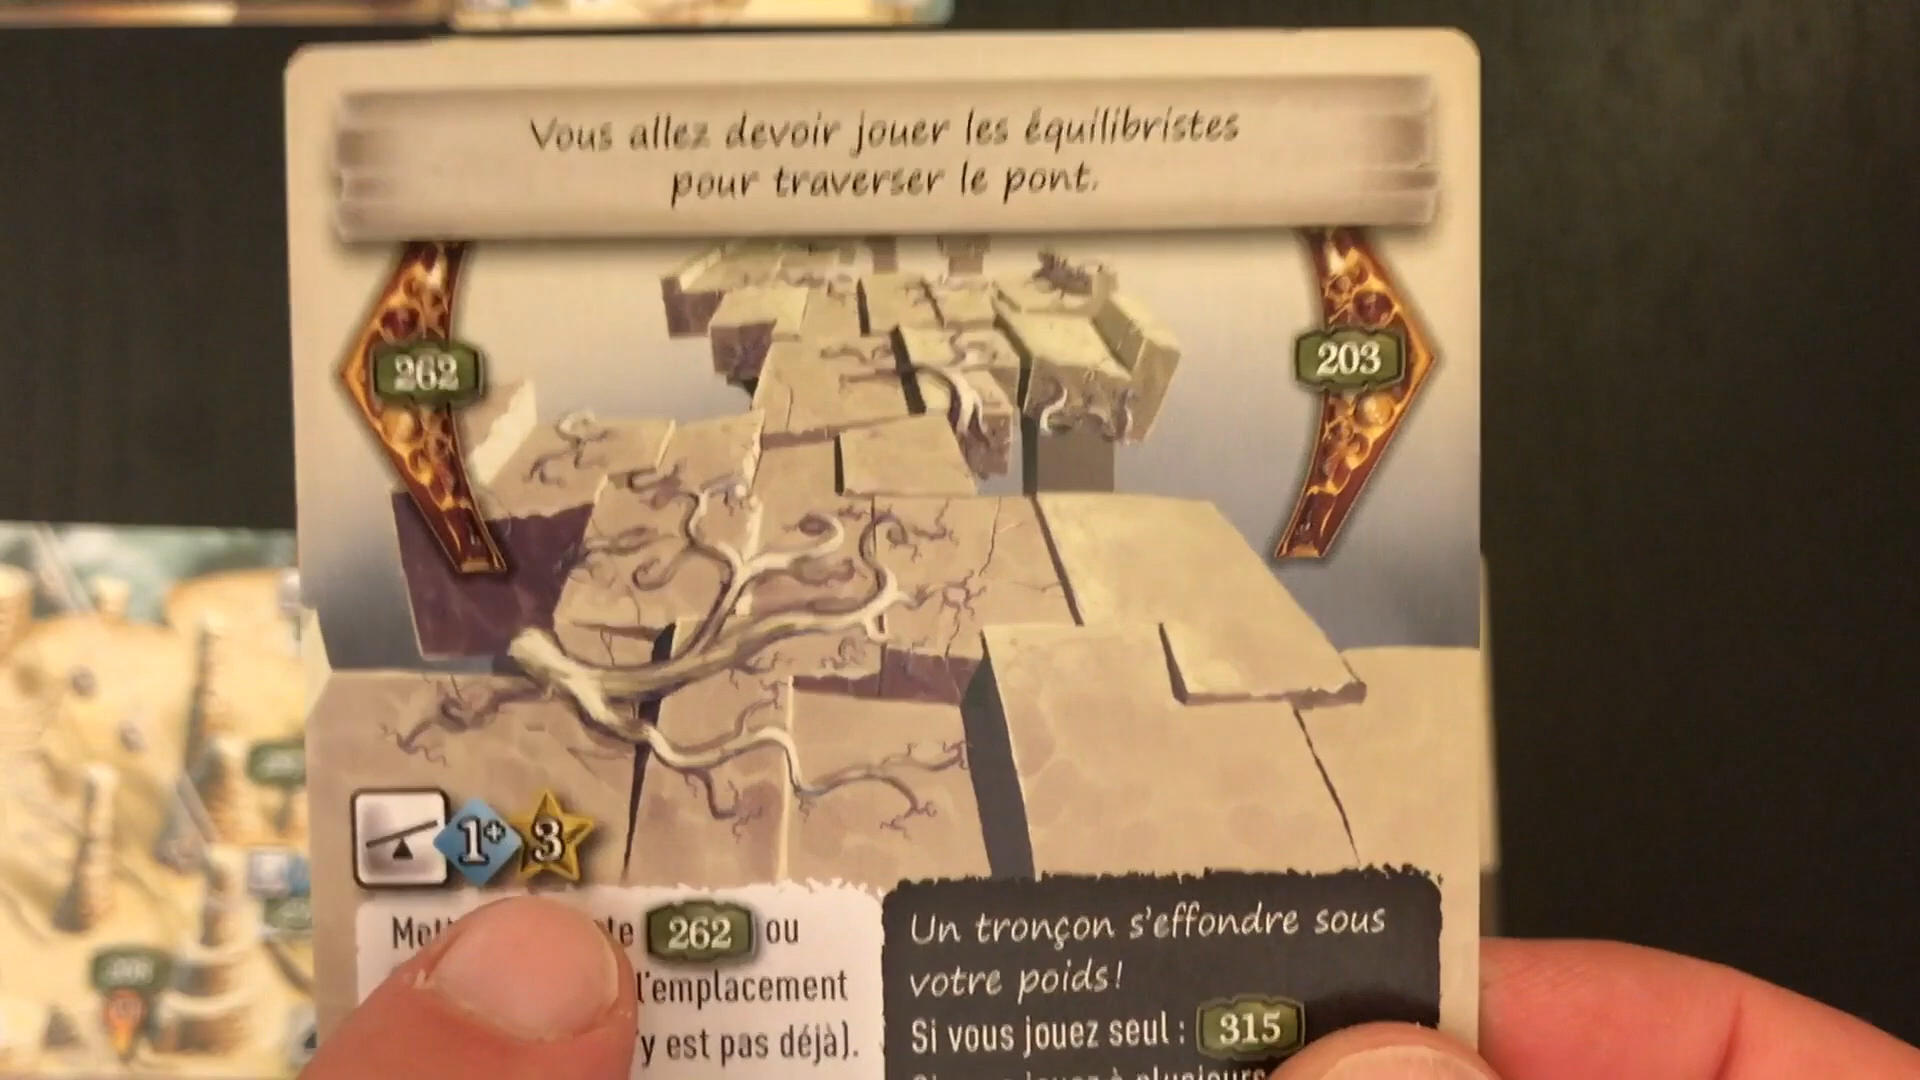 Vous allez devoir jouer les équilibristes
pour traverser le pont.
262
203
1+ 3
262 ou
l'emplacement
y est pas déjà).
Un tronçon s'effondre sous
votre poids!
Si vous jouez seul : 315
à plusieurs